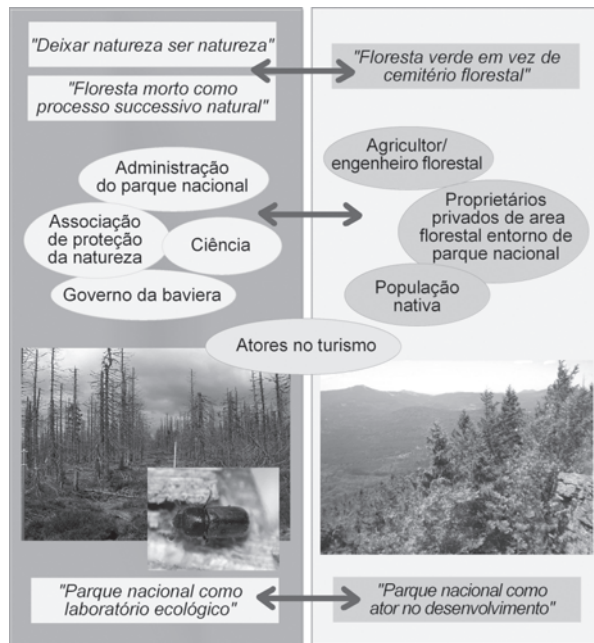 "Deixar natureza ser natureza"
"Floresta morto como
processo successivo natural"
"Floresta verde em vez de
cemitério florestal"
Administração
do parque nacional
Associação
de proteção
da natureza
Ciência
Governo da baviera
Agricultor/
engenheiro florestal
Proprietários
privados de area
florestal entorno de
parque nacional
População
nativa
Atores no turismo
"Parque nacional como
laboratório ecológico"
"Parque nacional como
ator no desenvolvimento"